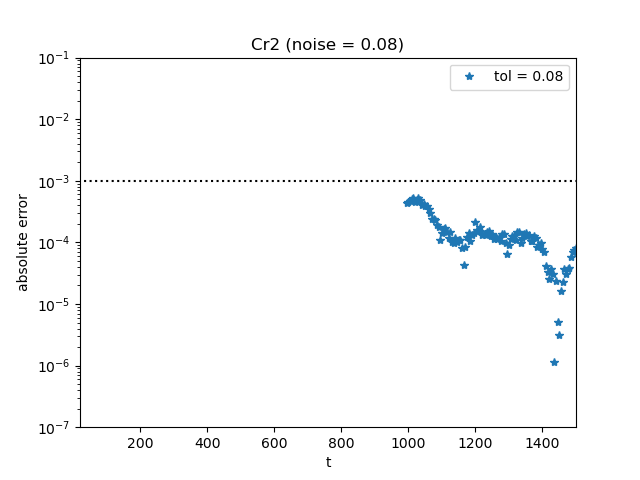 Cr2 (noise = 0.08)
tol = 0.08
absolute error
10⁻¹
10⁻²
10⁻³
10⁻⁴
10⁻⁵
10⁻⁶
10⁻⁷
200 400 600 800 1000 1200 1400
t